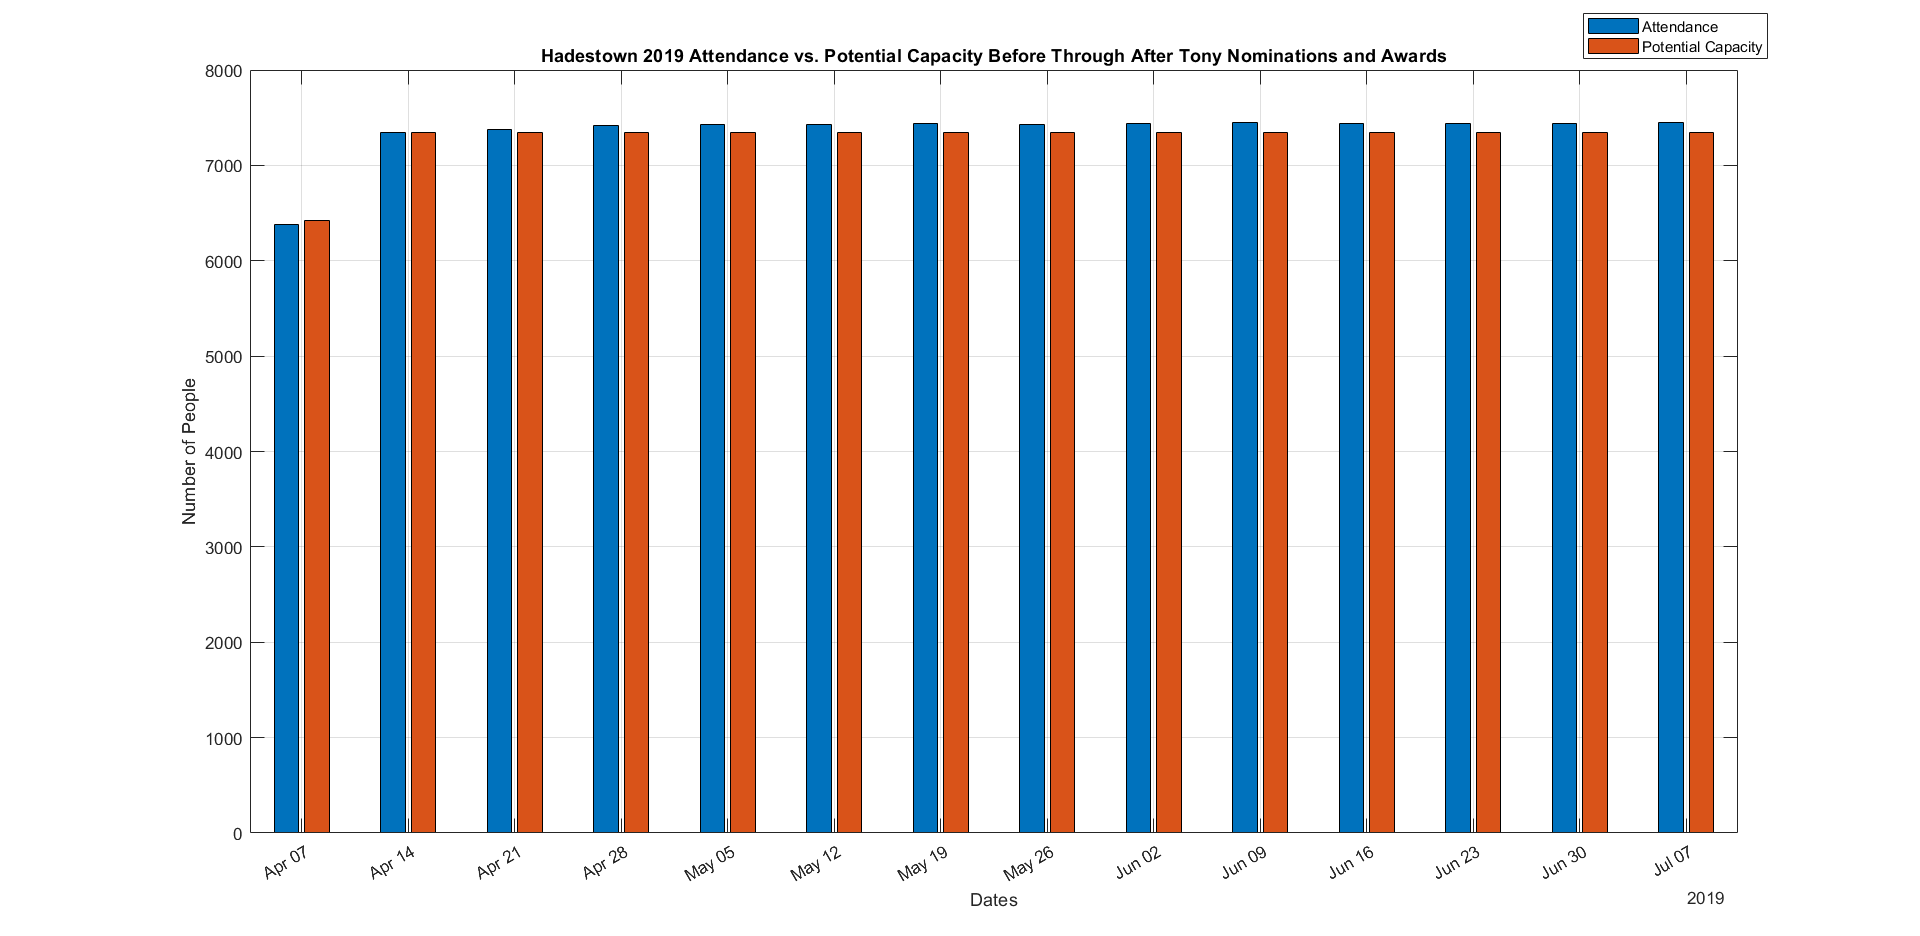 Attendance
Potential Capacity
Hadestown 2019 Attendance vs. Potential Capacity Before Through After Tony Nominations and Awards
8000
7000
6000
5000
4000
3000
2000
1000
0
Number of People
Apr 07
Apr 14
Apr 21
Apr 28
May 05
May 12
May 19
May 26
Jun 02
Jun 09
Jun 16
Jun 23
Jun 30
Jul 07
Dates
2019